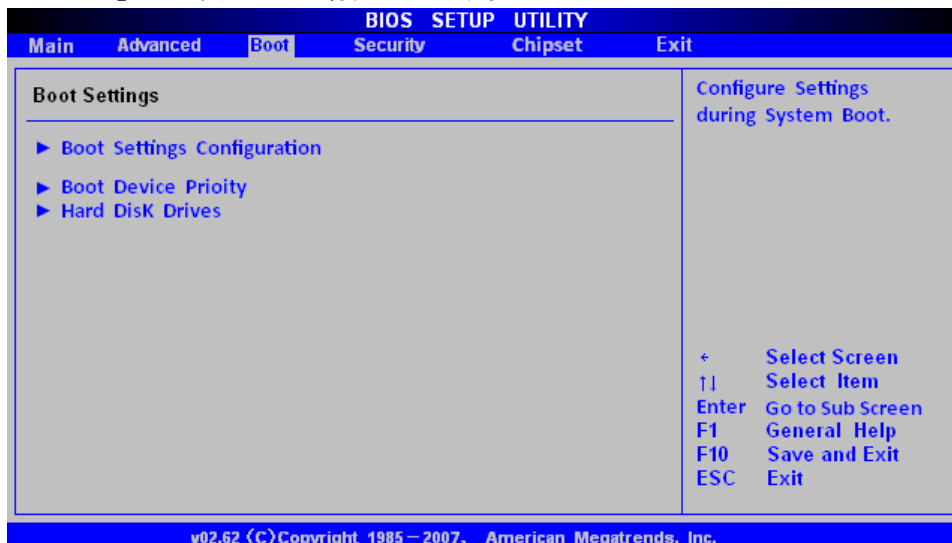 BIOS SETUP UTILITY
Main Advanced Boot Security Chipset Exit
Boot Settings
► Boot Settings Configuration
► Boot Device Prioity
► Hard DisK Drives
Configure Settings
during System Boot.
← Select Screen
↑↓ Select Item
Enter Go to Sub Screen
F1 General Help
F10 Save and Exit
ESC Exit
v02.62 (C)Copyright 1985-2007, American Megatrends, Inc.